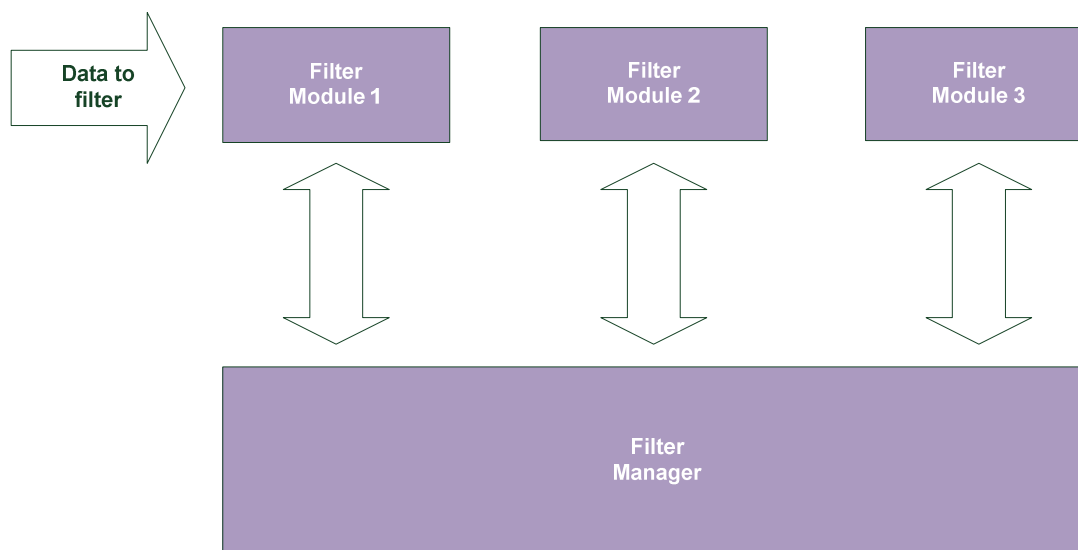 Data to
filter
Filter
Module 1
Filter
Module 2
Filter
Module 3
Filter
Manager